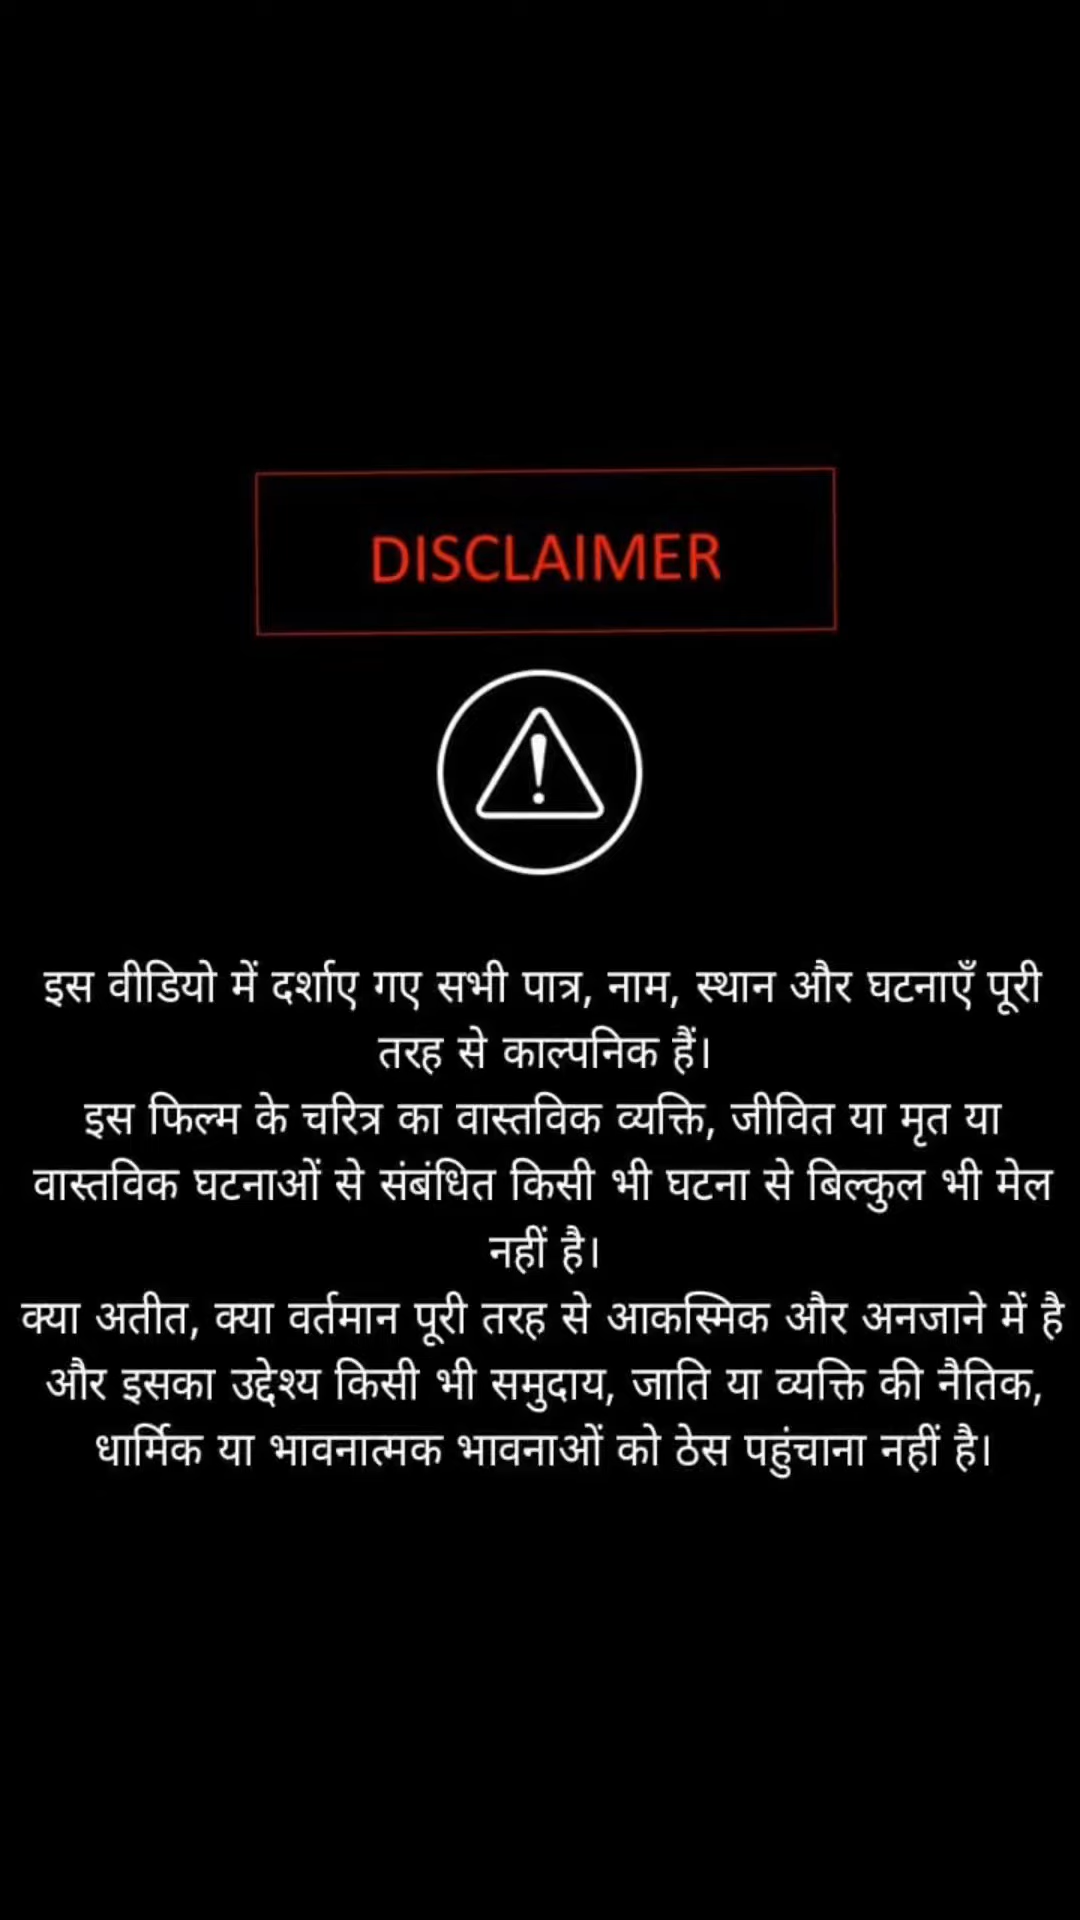 DISCLAIMER
इस वीडियो में दर्शाए गए सभी पात्र, नाम, स्थान और घटनाएँ पूरी
तरह से काल्पनिक हैं।
इस फिल्म के चरित्र का वास्तविक व्यक्ति, जीवित या मृत या
वास्तविक घटनाओं से संबंधित किसी भी घटना से बिल्कुल भी मेल
नहीं है।
क्या अतीत, क्या वर्तमान पूरी तरह से आकस्मिक और अनजाने में है
और इसका उद्देश्य किसी भी समुदाय, जाति या व्यक्ति की नैतिक,
धार्मिक या भावनात्मक भावनाओं को ठेस पहुंचाना नहीं है।